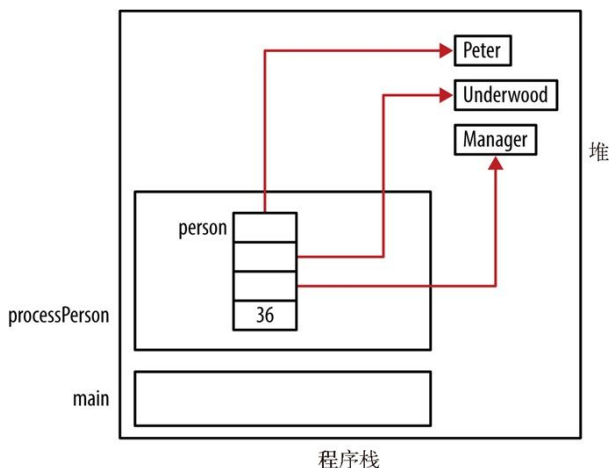 Peter
Underwood
Manager
堆
person
36
processPerson
main
程序栈